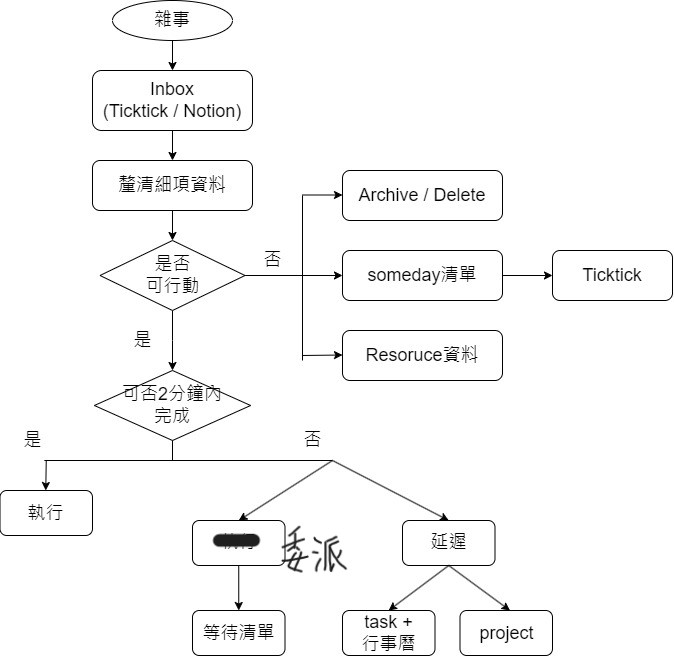 雜事
Inbox
(Ticktick / Notion)
釐清細項資料
Archive / Delete
是否
可行動
否
someday清單
Ticktick
是
Resoruce資料
可否2分鐘內
完成
是
否
執行
委派
延遲
等待清單
task +
行事曆
project